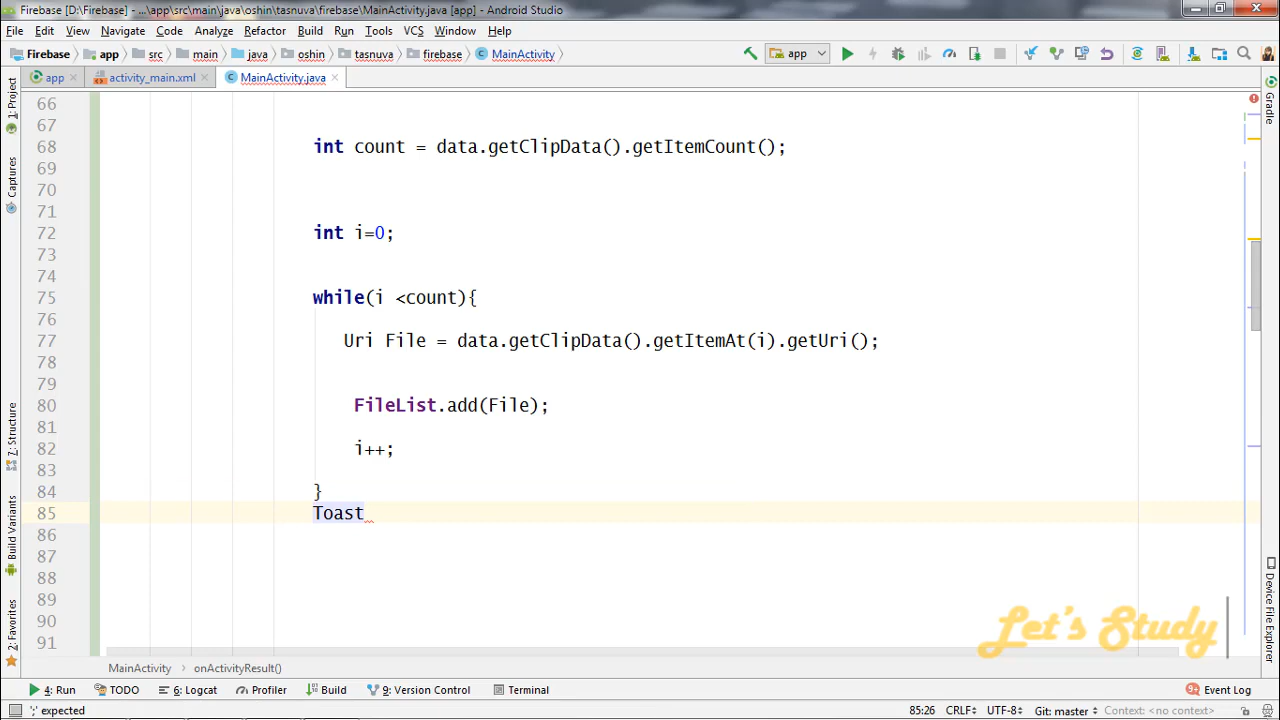 Firebase [D:\Firebase] - ...\app\src\main\java\oshin\tasnuva\firebase\MainActivity.java [app] - Android Studio
File Edit View Navigate Code Analyze Refactor Build Run Tools VCS Window Help
Firebase app src main java oshin tasnuva firebase MainActivity app
app activity_main.xml MainActivity.java
1: Project
Captures
7: Structure
Build Variants
2: Favorites
66
67
68 int count = data.getClipData().getItemCount();
69
70
71
72 int i=0;
73
74
75 while(i <count){
76
77 Uri File = data.getClipData().getItemAt(i).getUri();
78
79
80 FileList.add(File);
81
82 i++;
83
84 }
85 Toast
86
87
88
89
90
91
Gradle
Device File Explorer
Let's Study
MainActivity onActivityResult()
4: Run TODO 6: Logcat Profiler Build 9: Version Control Terminal 9+ Event Log
';' expected 85:26 CRLF UTF-8 Git: master Context: <no context>